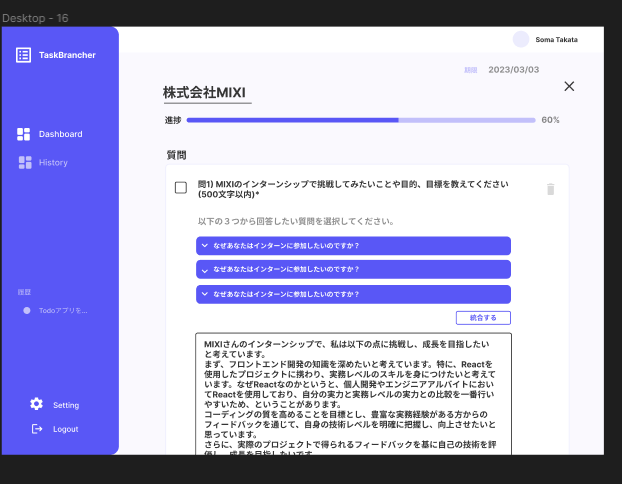 Desktop - 16
TaskBrancher
Soma Takata
期限 2023/03/03
株式会社MIXI
進捗 60%
Dashboard
History
質問
問1) MIXIのインターンシップで挑戦してみたいことや目的、目標を教えてください
(500文字以内)*
以下の３つから回答したい質問を選択してください。
なぜあなたはインターンに参加したいのですか？
なぜあなたはインターンに参加したいのですか？
なぜあなたはインターンに参加したいのですか？
統合する
履歴
Todoアプリを...
MIXIさんのインターンシップで、私は以下の点に挑戦し、成長を目指したい
と考えています。
まず、フロントエンド開発の知識を深めたいと考えています。特に、Reactを
使用したプロジェクトに携わり、実務レベルのスキルを身につけたいと考えて
います。なぜReactなのかというと、個人開発やエンジニアアルバイトにおい
てReactを使用しており、自分の実力と実務レベルの実力との比較を一番行い
やすいため、ということがあります。
コーディングの質を高めることを目標とし、豊富な実務経験がある方からの
フィードバックを通じて、自身の技術レベルを明確に把握し、向上させたいと
思っています。
さらに、実際のプロジェクトで得られるフィードバックを基に自己の技術を評
価し、成長を目指したいです。
Setting
Logout